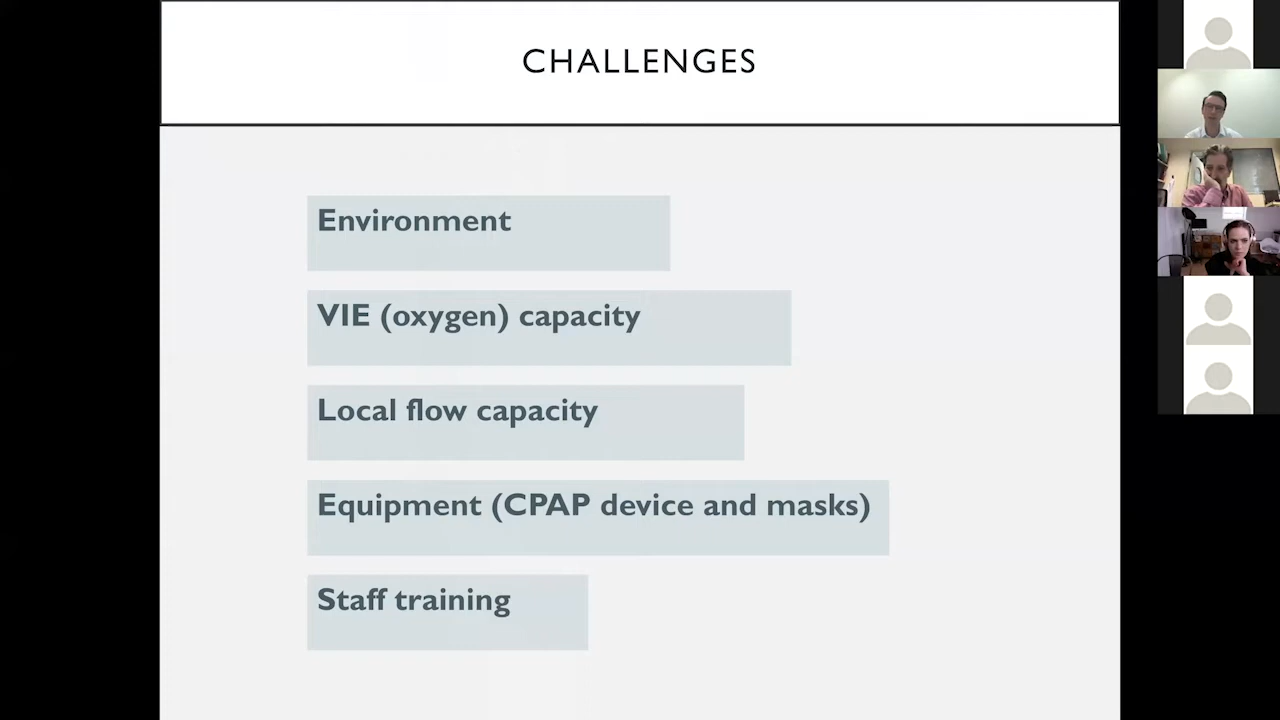 CHALLENGES
Environment
VIE (oxygen) capacity
Local flow capacity
Equipment (CPAP device and masks)
Staff training